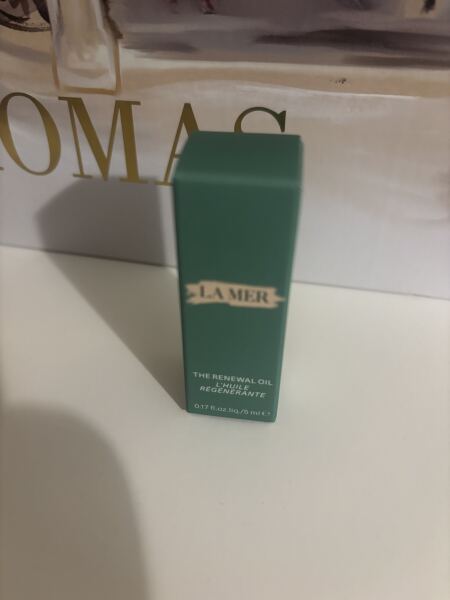 OMAS
LA MER
THE RENEWAL OIL
L'HUILE
RÉGÉNÉRANTE
0.17 fl.oz.liq./5 ml ℮